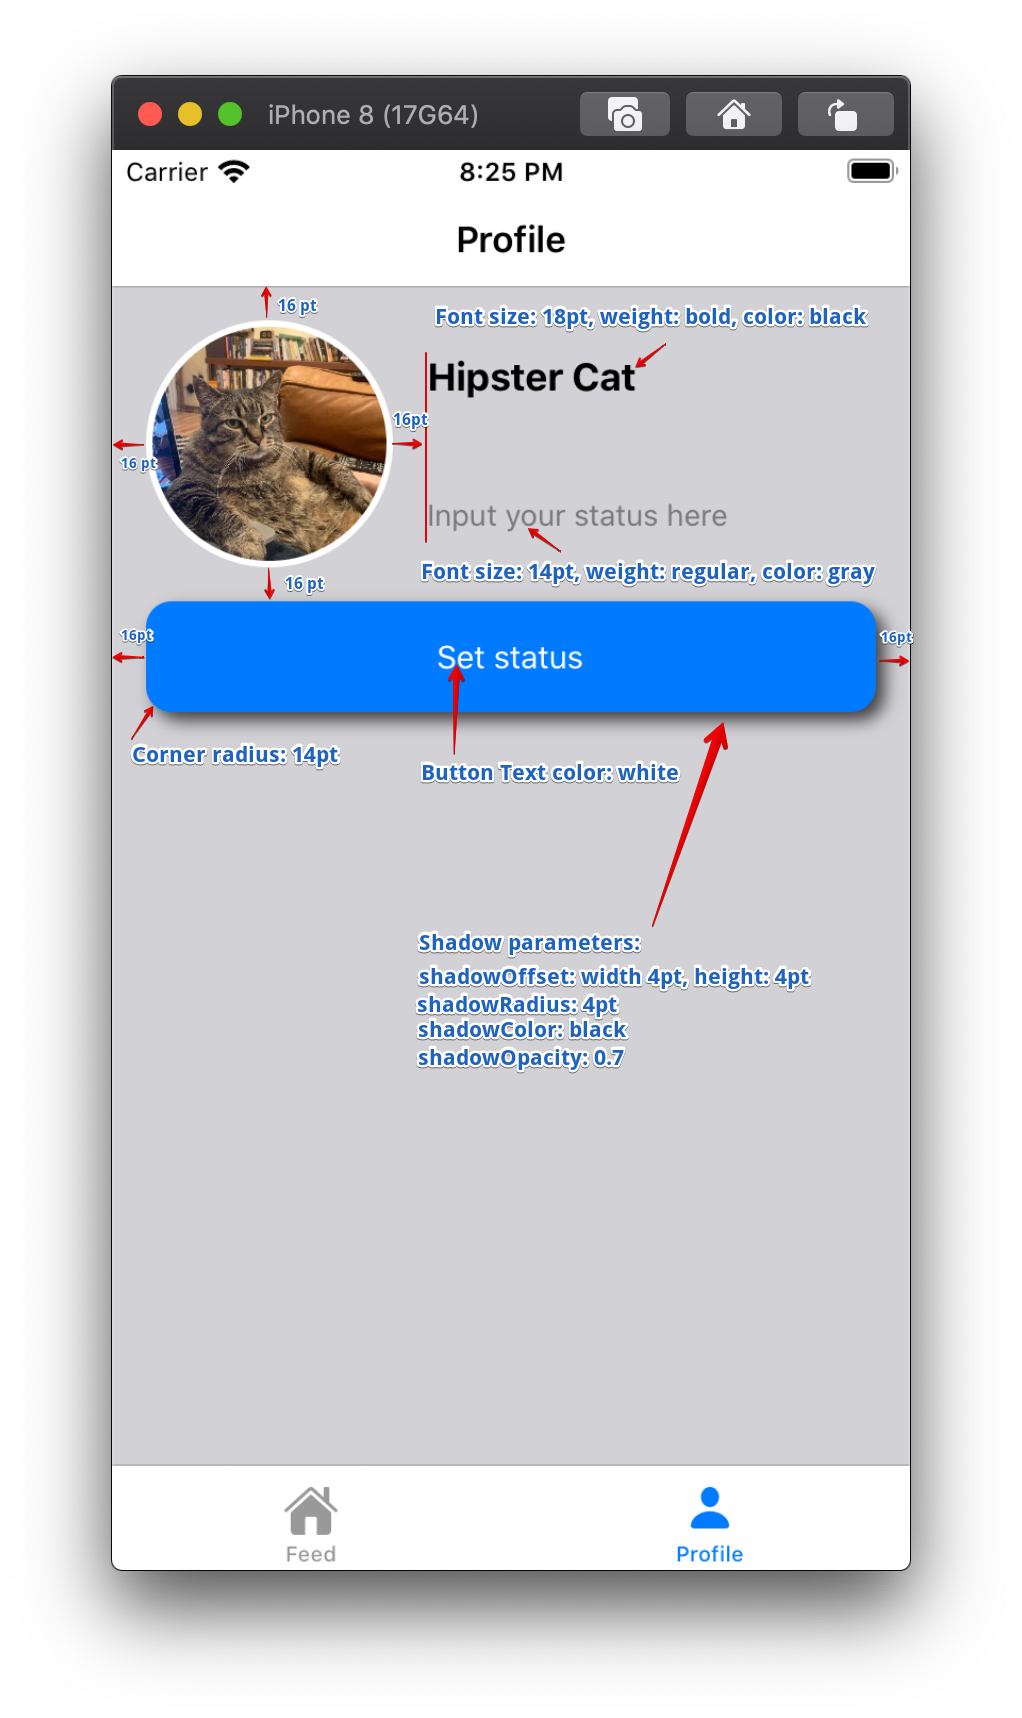 iPhone 8 (17G64)
Carrier 8:25 PM
Profile
16 pt
Font size: 18pt, weight: bold, color: black
Hipster Cat
16pt
16 pt
Input your status here
Font size: 14pt, weight: regular, color: gray
16 pt
16pt
16pt
Set status
Corner radius: 14pt
Button Text color: white
Shadow parameters:
shadowOffset: width 4pt, height: 4pt
shadowRadius: 4pt
shadowColor: black
shadowOpacity: 0.7
Feed
Profile